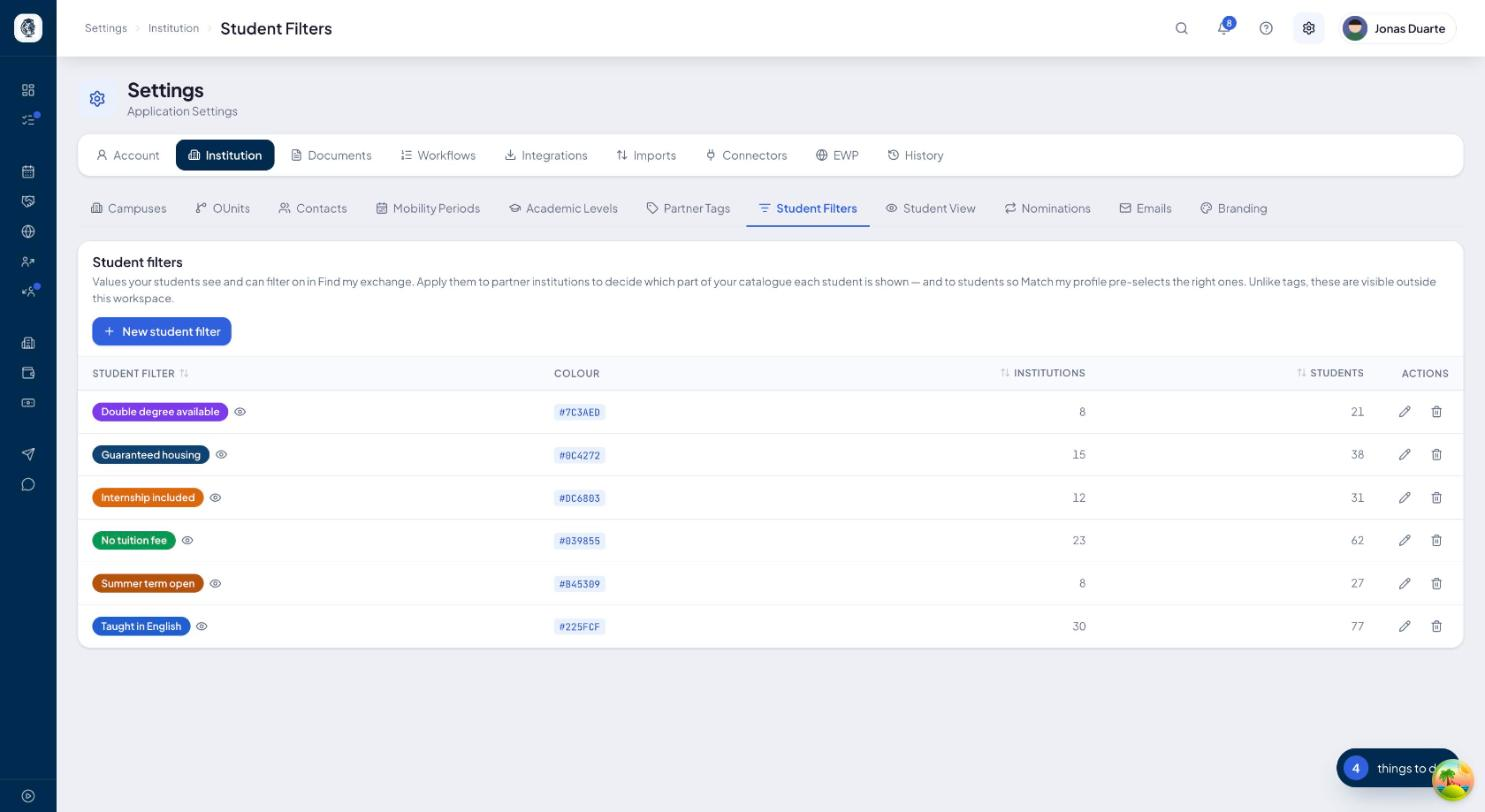 Settings
Institution
Student Filters
8
Jonas Duarte
Settings
Application Settings
Account
Institution
Documents
Workflows
Integrations
Imports
Connectors
EWP
History
Campuses
OUnits
Contacts
Mobility Periods
Academic Levels
Partner Tags
Student Filters
Student View
Nominations
Emails
Branding
Student filters
Values your students see and can filter on in Find my exchange. Apply them to partner institutions to decide which part of your catalogue each student is shown — and to students so Match my profile pre-selects the right ones. Unlike tags, these are visible outside
this workspace.
New student filter
STUDENT FILTER COLOUR INSTITUTIONS STUDENTS ACTIONS
Double degree available #7C3AED 8 21
Guaranteed housing #0C4272 15 38
Internship included #DC6803 12 31
No tuition fee #039855 23 62
Summer term open #B45309 8 27
Taught in English #225FCF 30 77
4 things to